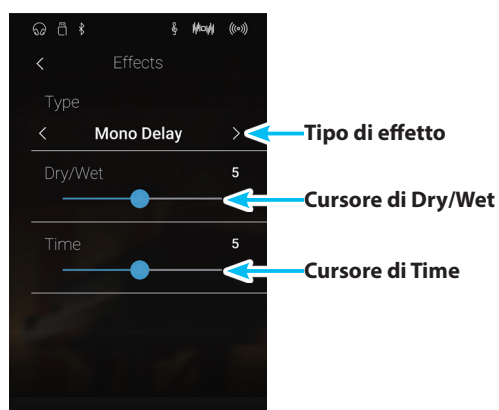 Effects
Type
Mono Delay
Tipo di effetto
Dry/Wet 5
Cursore di Dry/Wet
Time 5
Cursore di Time